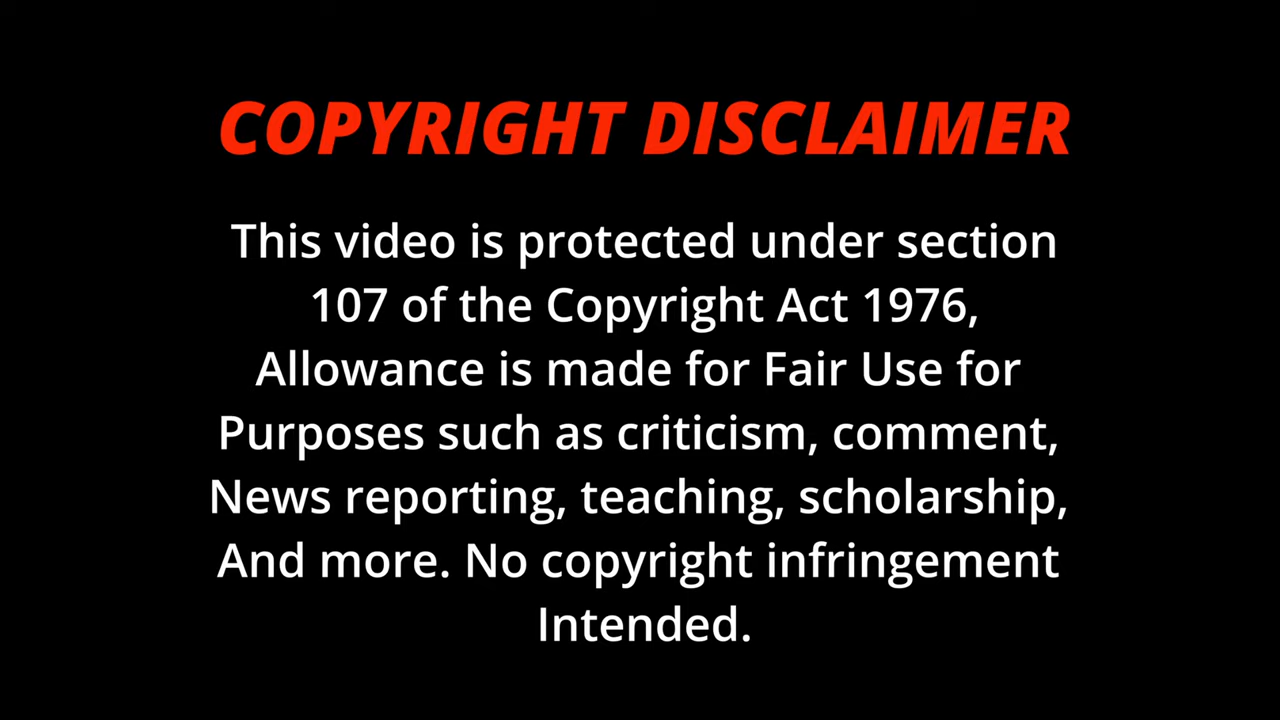 COPYRIGHT DISCLAIMER
This video is protected under section
107 of the Copyright Act 1976,
Allowance is made for Fair Use for
Purposes such as criticism, comment,
News reporting, teaching, scholarship,
And more. No copyright infringement
Intended.